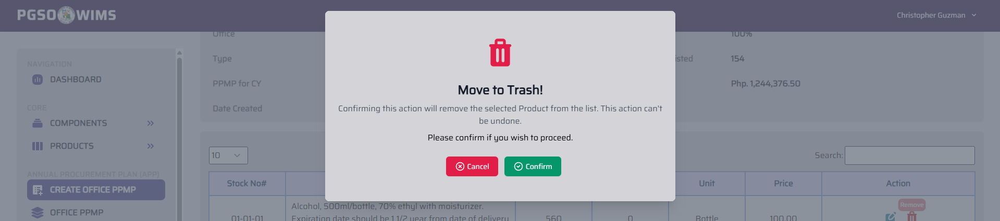 PGSO WIMS
Christopher Guzman
NAVIGATION
DASHBOARD
CORE
COMPONENTS
PRODUCTS
ANNUAL PROCUREMENT PLAN (APP)
CREATE OFFICE PPMP
OFFICE PPMP
Office
100%
Type
isted
154
PPMP for CY
Php. 1,244,376.50
Date Created
Move to Trash!
Confirming this action will remove the selected Product from the list. This action can't
be undone.
Please confirm if you wish to proceed.
Cancel
Confirm
10
Search:
Stock No#
Unit
Price
Action
Alcohol, 500ml/bottle, 70% ethyl with moisturizer.
Remove
01-01-01
Expiration date should be 1 1/2 year from date of delivery
560
0
Bottle
100.00